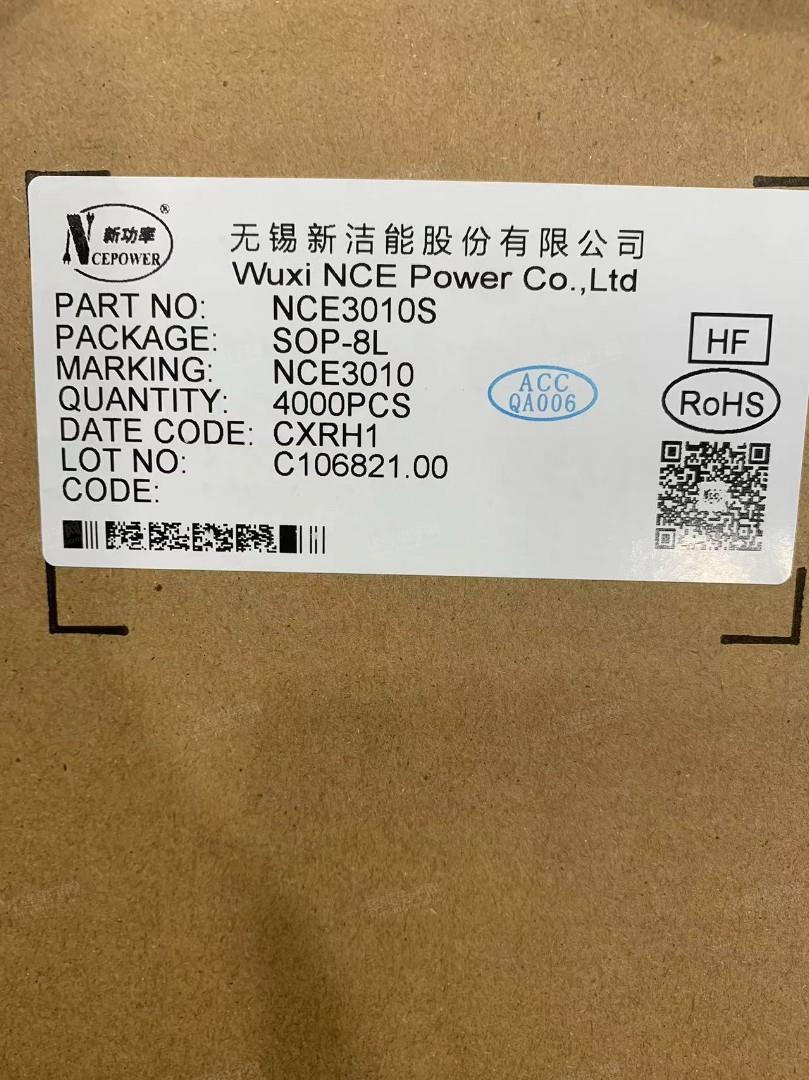 新功率
NCEPOWER
®
无锡新洁能股份有限公司
Wuxi NCE Power Co.,Ltd
PART NO: NCE3010S
PACKAGE: SOP-8L
MARKING: NCE3010
QUANTITY: 4000PCS
DATE CODE: CXRH1
LOT NO: C106821.00
CODE:
HF
ACC
QA006
RoHS